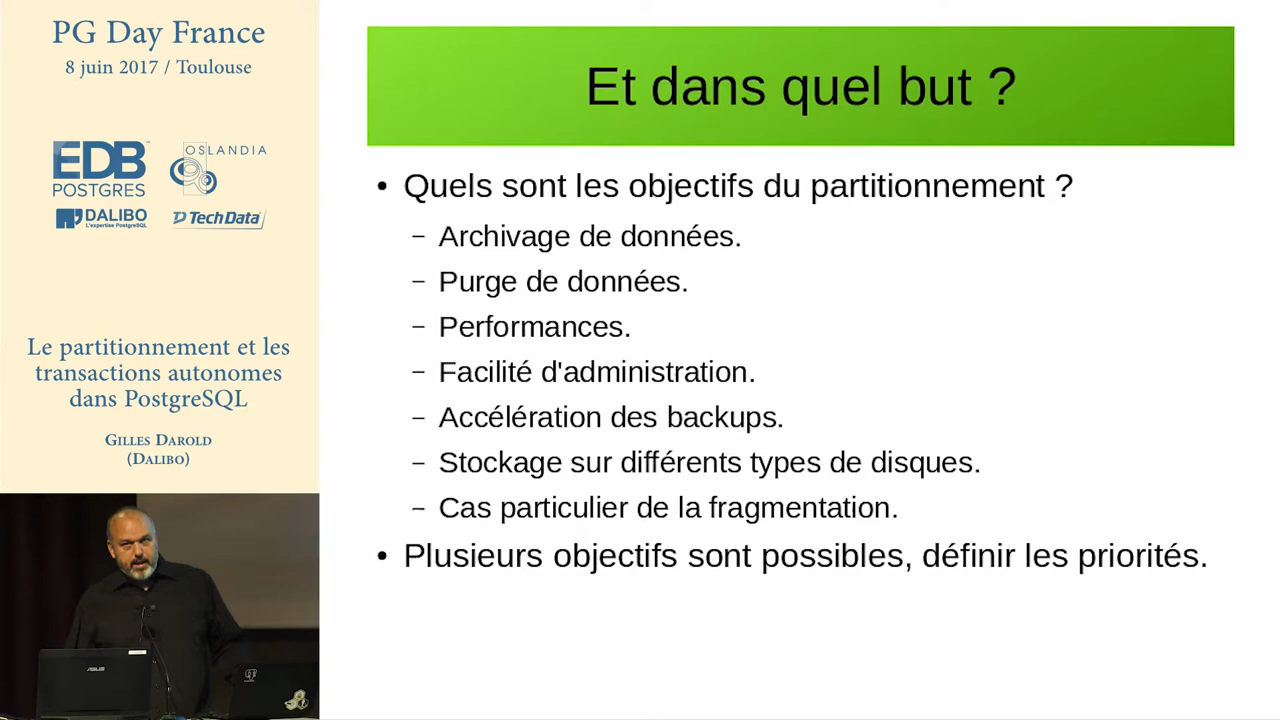 PG Day France
8 juin 2017 / Toulouse
EDB
POSTGRES
OSLANDIA
DALIBO
L'expertise PostgreSQL
Tech Data
Le partitionnement et les
transactions autonomes
dans PostgreSQL
GILLES DAROLD
(DALIBO)
Et dans quel but ?
• Quels sont les objectifs du partitionnement ?
– Archivage de données.
– Purge de données.
– Performances.
– Facilité d'administration.
– Accélération des backups.
– Stockage sur différents types de disques.
– Cas particulier de la fragmentation.
• Plusieurs objectifs sont possibles, définir les priorités.
ASUS